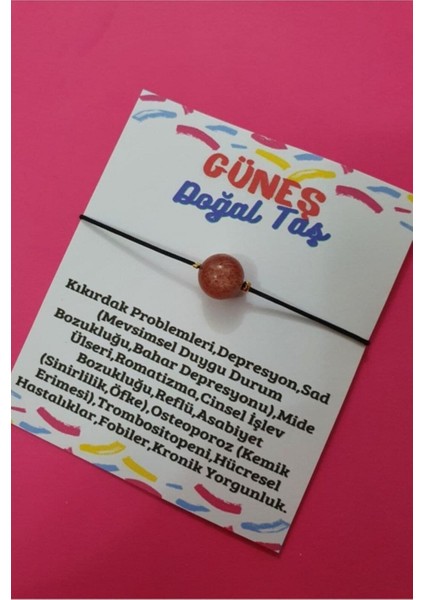 GÜNEŞ
Doğal Taş
Kıkırdak Problemleri,Depresyon,Sad
(Mevsimsel Duygu Durum
Bozukluğu,Bahar Depresyonu),Mide
Ülseri,Romatizma,Cinsel İşlev
Bozukluğu,Reflü,Asabiyet
(Sinirlilik,Öfke),Osteoporoz (Kemik
Erimesi),Trombositopeni,Hücresel
Hastalıklar,Fobiler,Kronik Yorgunluk.